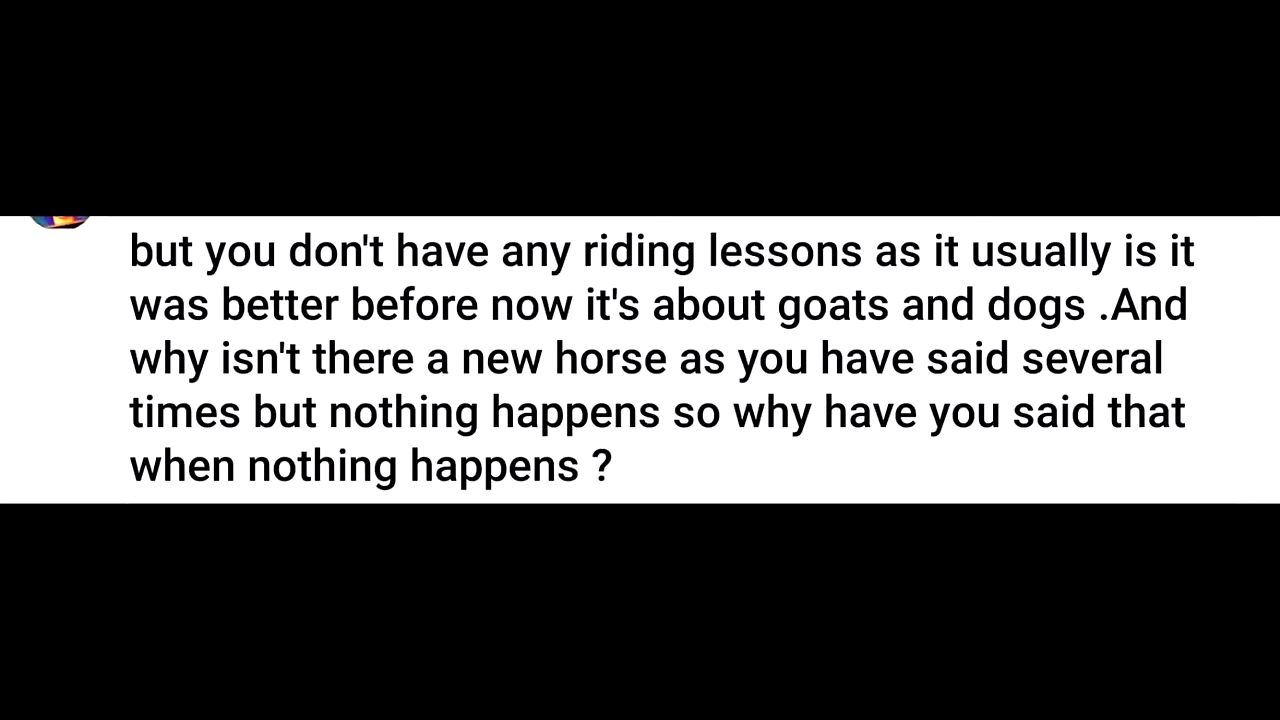 but you don't have any riding lessons as it usually is it
was better before now it's about goats and dogs .And
why isn't there a new horse as you have said several
times but nothing happens so why have you said that
when nothing happens ?